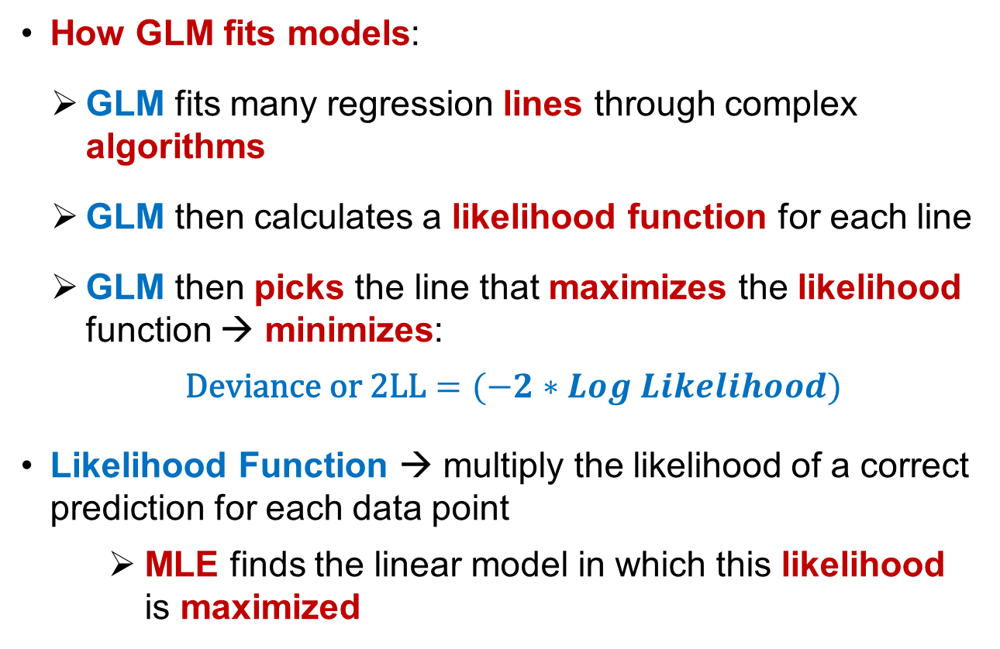 • How GLM fits models:
➢ GLM fits many regression lines through complex
algorithms
➢ GLM then calculates a likelihood function for each line
➢ GLM then picks the line that maximizes the likelihood
function → minimizes:
Deviance or 2LL = (−2 * Log Likelihood)
• Likelihood Function → multiply the likelihood of a correct
prediction for each data point
➢ MLE finds the linear model in which this likelihood
is maximized